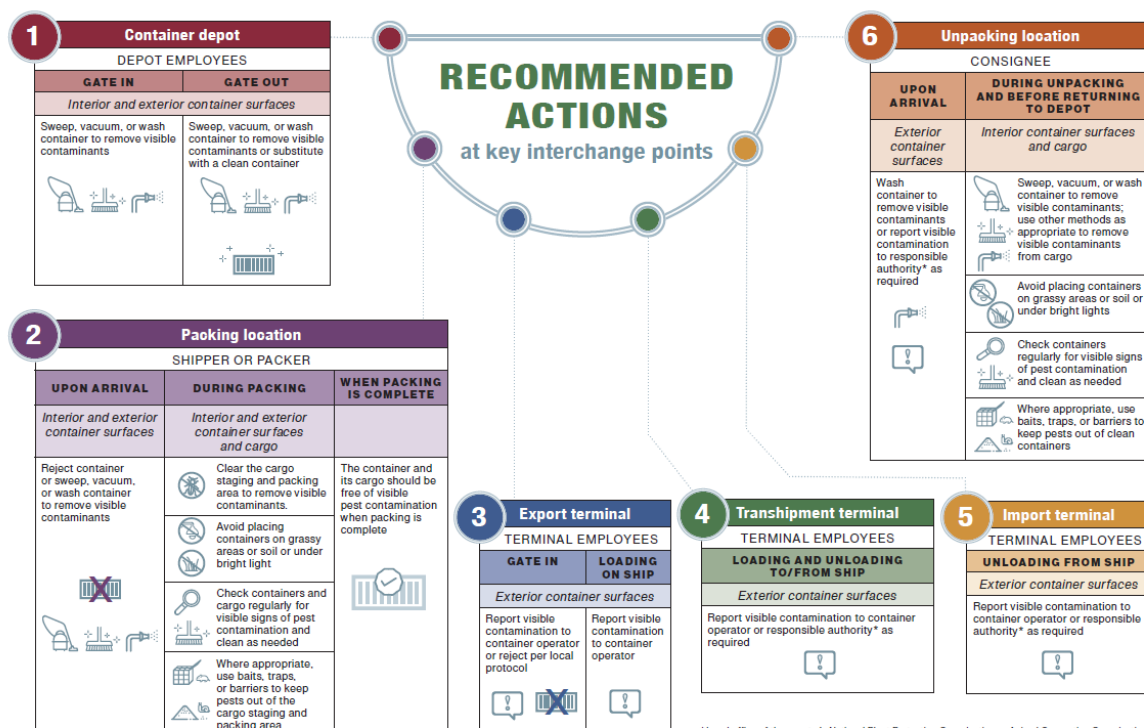 RECOMMENDED
ACTIONS
at key interchange points
1
Container depot
DEPOT EMPLOYEES
GATE IN
GATE OUT
Interior and exterior container surfaces
Sweep, vacuum, or wash
container to remove visible
contaminants
Sweep, vacuum, or wash
container to remove visible
contaminants or substitute
with a clean container
2
Packing location
SHIPPER OR PACKER
UPON ARRIVAL
DURING PACKING
WHEN PACKING
IS COMPLETE
Interior and exterior
container surfaces
Interior and exterior
container surfaces
and cargo
Reject container
or sweep, vacuum,
or wash container
to remove visible
contaminants
Clear the cargo
staging and packing
area to remove visible
contaminants.
Avoid placing
containers on grassy
areas or soil or under
bright light
Check containers and
cargo regularly for
visible signs of pest
contamination and
clean as needed
Where appropriate,
use baits, traps,
or barriers to keep
pests out of the
cargo staging and
packing area
The container and
its cargo should be
free of visible
pest contamination
when packing is
complete
3
Export terminal
TERMINAL EMPLOYEES
GATE IN
LOADING
ON SHIP
Exterior container surfaces
Report visible
contamination to
container operator
or reject per local
protocol
Report visible
contamination
to container
operator
4
Transhipment terminal
TERMINAL EMPLOYEES
LOADING AND UNLOADING
TO/FROM SHIP
Exterior container surfaces
Report visible contamination to container
operator or responsible authority* as
required
5
Import terminal
TERMINAL EMPLOYEES
UNLOADING FROM SHIP
Exterior container surfaces
Report visible contamination to
container operator or responsible
authority* as required
6
Unpacking location
CONSIGNEE
UPON
ARRIVAL
DURING UNPACKING
AND BEFORE RETURNING
TO DEPOT
Exterior
container
surfaces
Interior container surfaces
and cargo
Wash
container to
remove visible
contaminants
or report visible
contamination
to responsible
authority* as
required
Sweep, vacuum, or wash
container to remove
visible contaminants;
use other methods as
appropriate to remove
visible contaminants
from cargo
Avoid placing containers
on grassy areas or soil or
under bright lights
Check containers
regularly for visible signs
of pest contamination
and clean as needed
Where appropriate, use
baits, traps, or barriers to
keep pests out of clean
containers